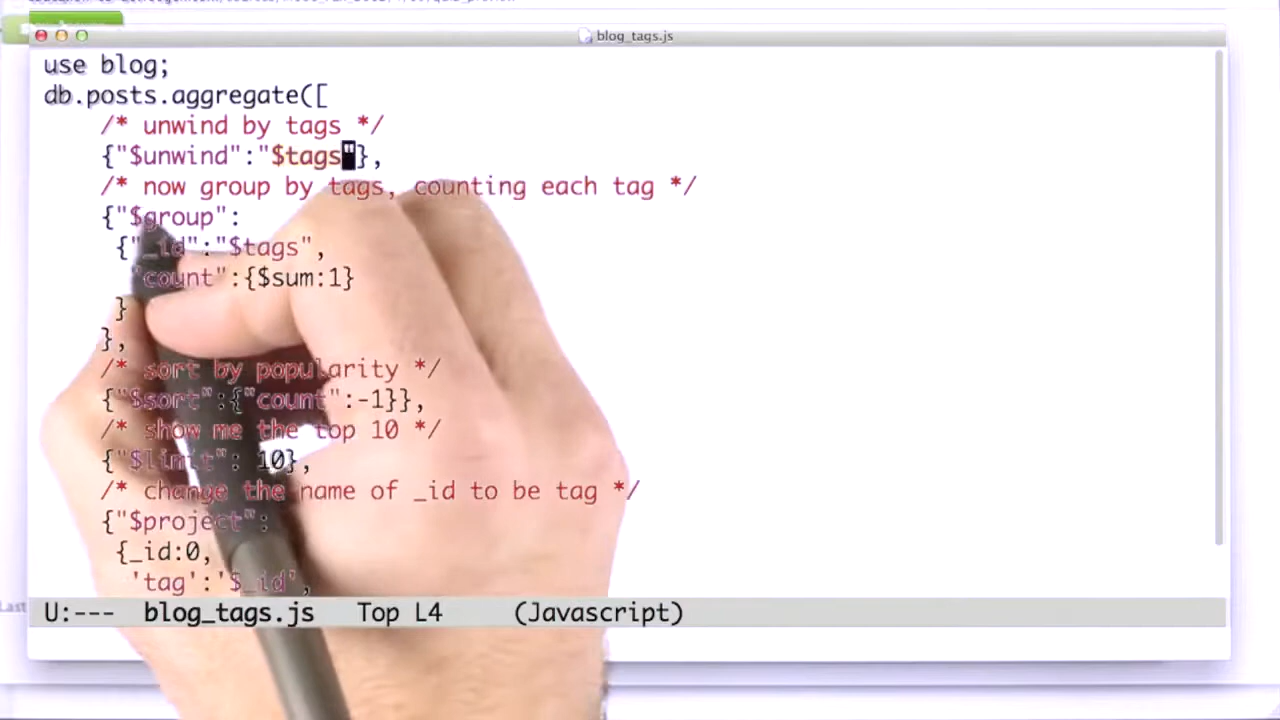 blog_tags.js
use blog;
db.posts.aggregate([
/* unwind by tags */
{"$unwind":"$tags"},
/* now group by tags, counting each tag */
{"$group":
{"_id":"$tags",
"count":{$sum:1}
}
},
/* sort by popularity */
{"$sort":{"count":-1}},
/* show me the top 10 */
{"$limit": 10},
/* change the name of _id to be tag */
{"$project":
{_id:0,
'tag':'$_id',
U:--- blog_tags.js Top L4 (Javascript)
Last